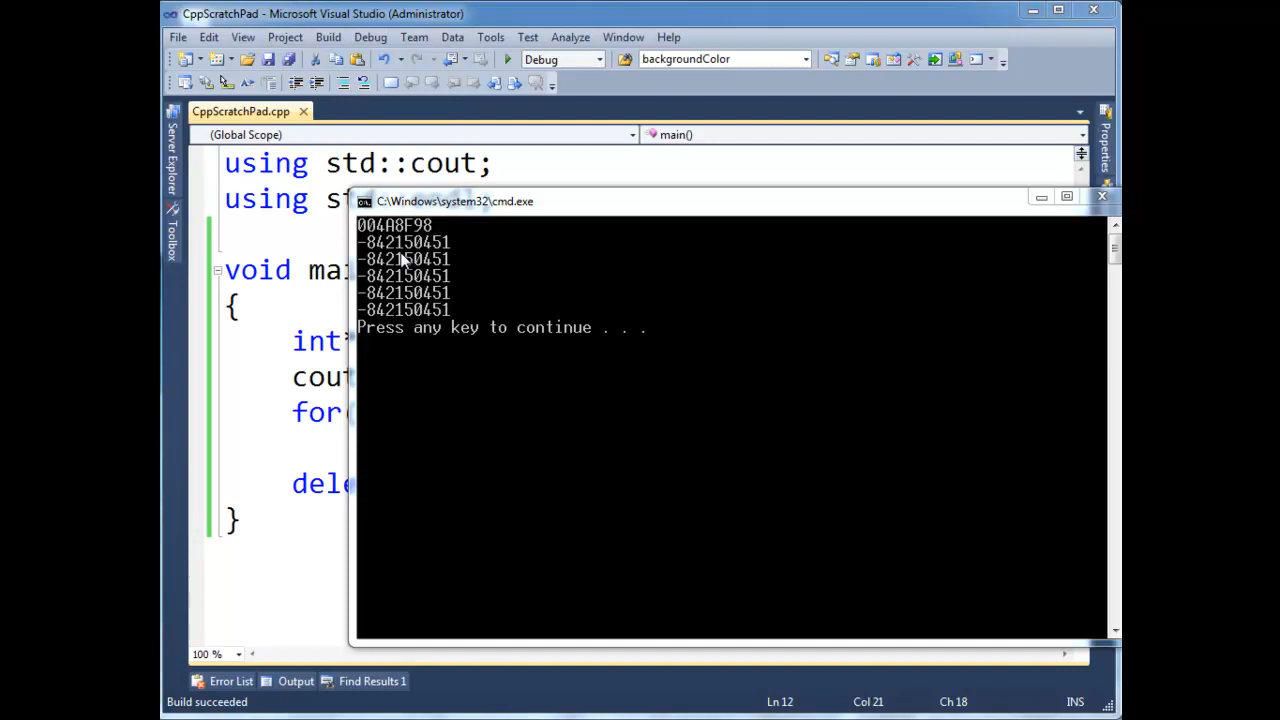 CppScratchPad - Microsoft Visual Studio (Administrator)
File Edit View Project Build Debug Team Data Tools Test Analyze Window Help
Debug backgroundColor
CppScratchPad.cpp
(Global Scope) main()
Server Explorer
Toolbox
Properties
using std::cout;
using st
void mai
{
int*
cout
for(
dele
}
C:\Windows\system32\cmd.exe
004A8F98
-842150451
-842150451
-842150451
-842150451
-842150451
Press any key to continue . . .
100 %
Error List Output Find Results 1
Build succeeded Ln 12 Col 21 Ch 18 INS